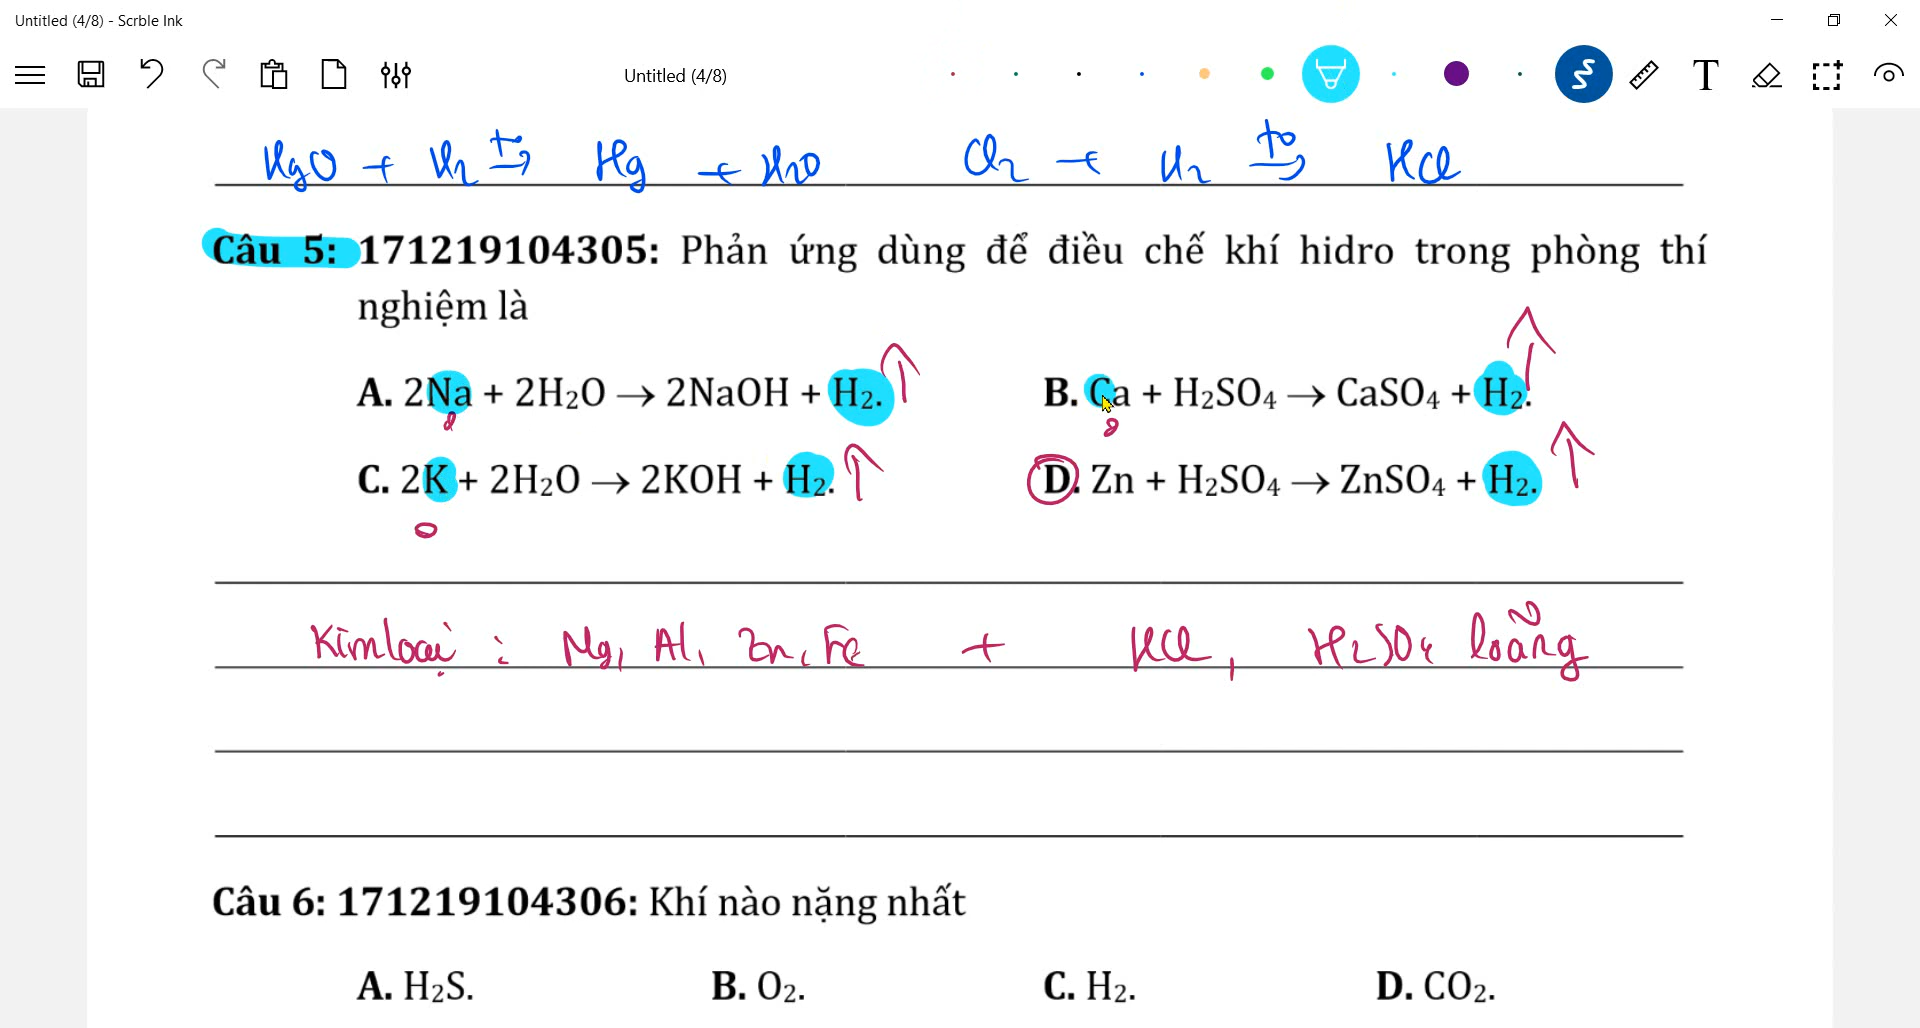 Untitled (4/8) - Scrble Ink
Untitled (4/8)
HgO + H₂ t° → Hg + H₂O Cl₂ + H₂ t° → HCl
Câu 5: 171219104305: Phản ứng dùng để điều chế khí hidro trong phòng thí
nghiệm là
A. 2Na + 2H₂O → 2NaOH + H₂. ↑ B. Ca + H₂SO₄ → CaSO₄ + H₂. ↑
C. 2K + 2H₂O → 2KOH + H₂. ↑ D. Zn + H₂SO₄ → ZnSO₄ + H₂. ↑
Kim loại : Mg, Al, Zn, Fe + HCl, H₂SO₄ loãng
Câu 6: 171219104306: Khí nào nặng nhất
A. H₂S. B. O₂. C. H₂. D. CO₂.